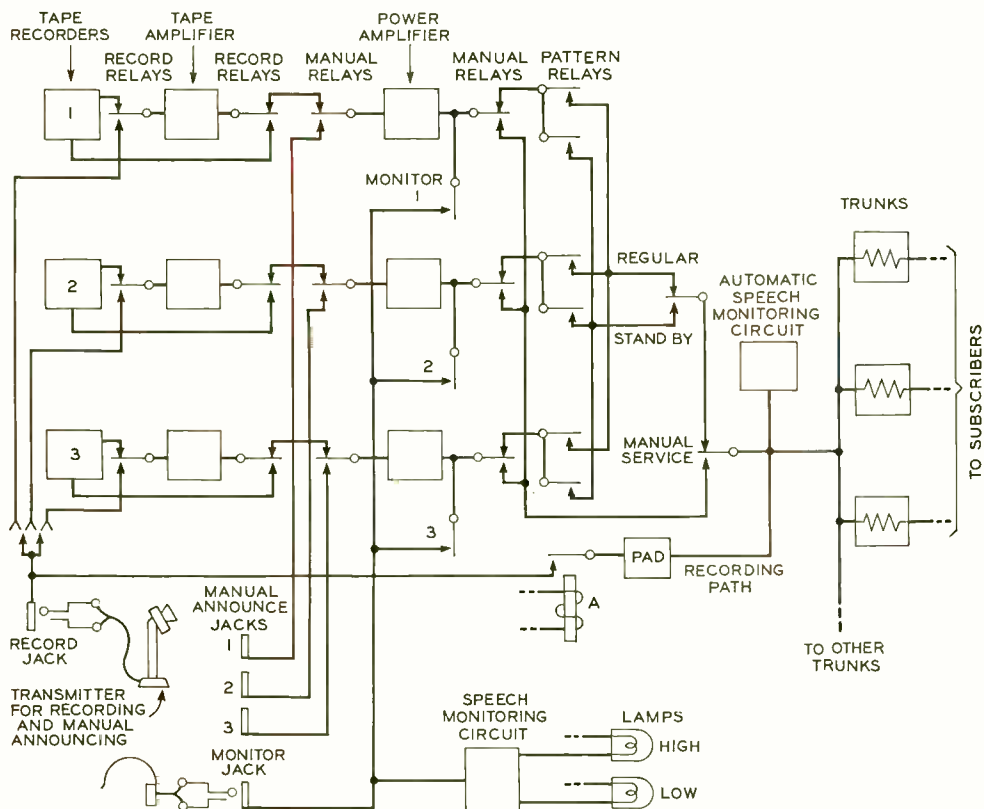 TAPE
RECORDERS
TAPE
AMPLIFIER
POWER
AMPLIFIER
RECORD
RELAYS
RECORD
RELAYS
MANUAL
RELAYS
MANUAL
RELAYS
PATTERN
RELAYS
1
MONITOR
1
TRUNKS
2
REGULAR
AUTOMATIC
SPEECH
MONITORING
CIRCUIT
STAND BY
2
TO SUBSCRIBERS
3
MANUAL
SERVICE
3
PAD
RECORDING
PATH
A
MANUAL
ANNOUNCE
JACKS
1
RECORD
JACK
2
TO OTHER
TRUNKS
TRANSMITTER
FOR RECORDING
AND MANUAL
ANNOUNCING
3
SPEECH
MONITORING
CIRCUIT
LAMPS
HIGH
MONITOR
JACK
LOW